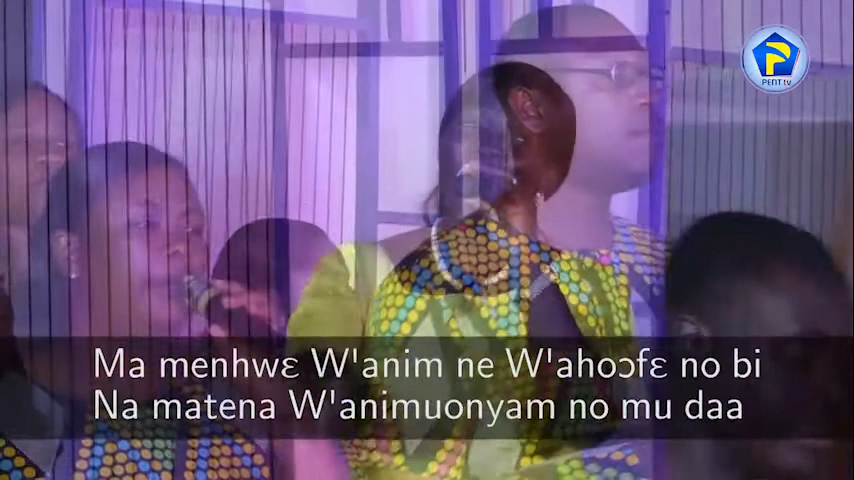 PENT tv
Ma menhwɛ W'anim ne W'ahoɔfɛ no bi
Na matena W'animuonyam no mu daa